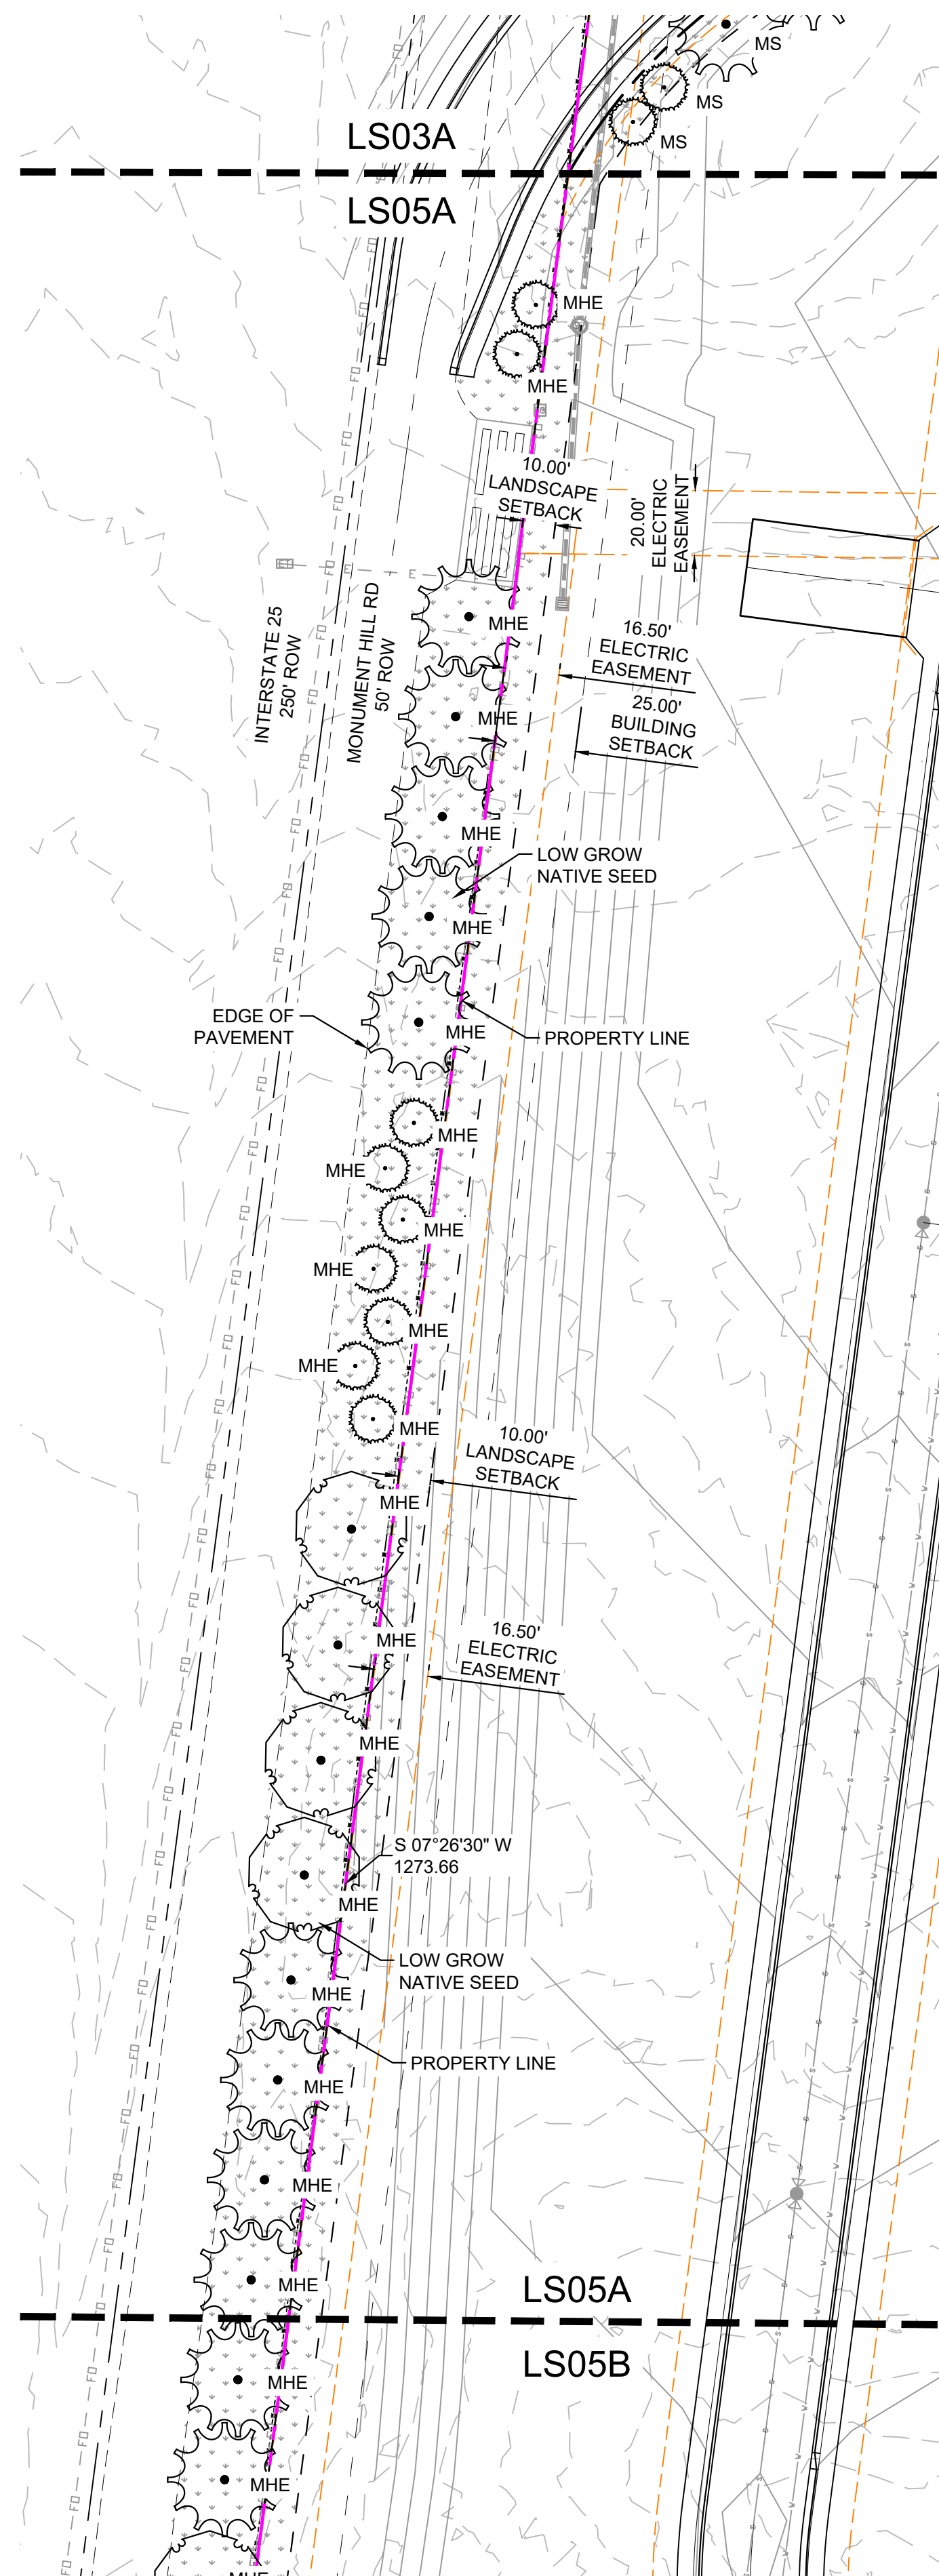 MS
MS
MS
LS03A
LS05A
MHE
MHE
10.00'
LANDSCAPE
SETBACK
20.00'
ELECTRIC
EASEMENT
E
E
INTERSTATE 25
250' ROW
MONUMENT HILL RD
50' ROW
MHE
16.50'
ELECTRIC
EASEMENT
MHE
25.00'
BUILDING
SETBACK
MHE
LOW GROW
NATIVE SEED
MHE
EDGE OF
PAVEMENT
MHE
PROPERTY LINE
MHE
MHE
MHE
MHE
MHE
MHE
MHE
10.00'
LANDSCAPE
SETBACK
MHE
MHE
16.50'
ELECTRIC
EASEMENT
MHE
S 07°26'30" W
1273.66
MHE
LOW GROW
NATIVE SEED
MHE
PROPERTY LINE
MHE
MHE
MHE
LS05A
LS05B
MHE
MHE
MHE